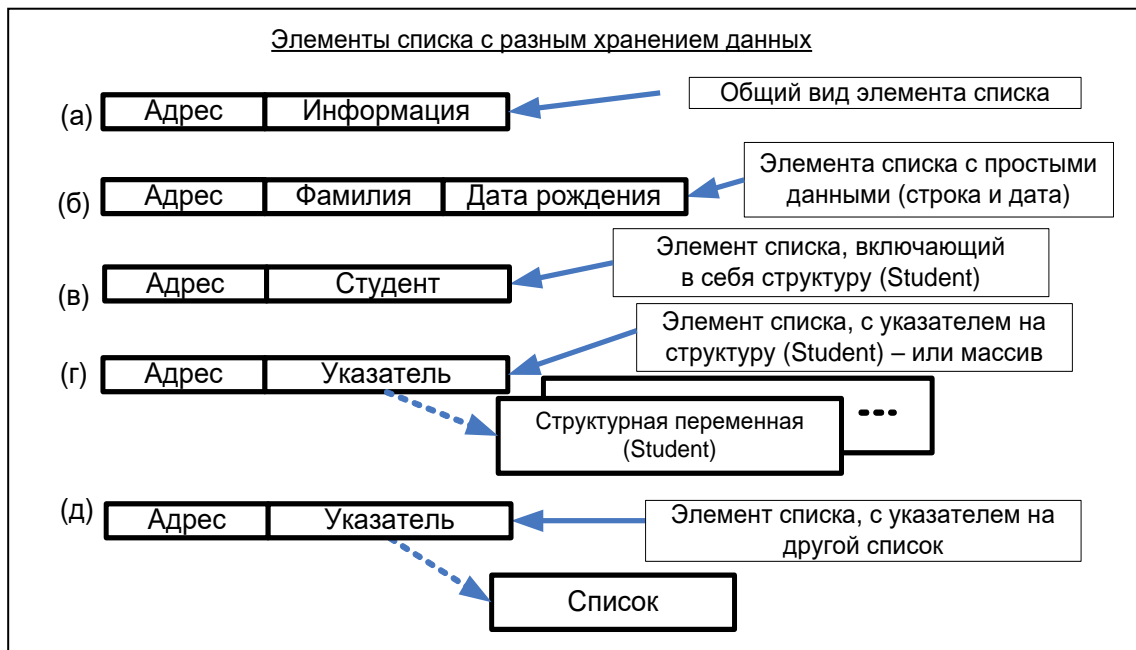 Элементы списка с разным хранением данных
(а)
Адрес
Информация
Общий вид элемента списка
(б)
Адрес
Фамилия
Дата рождения
Элемента списка с простыми
данными (строка и дата)
(в)
Адрес
Студент
Элемент списка, включающий
в себя структуру (Student)
(г)
Адрес
Указатель
Элемент списка, с указателем на
структуру (Student) – или массив
Структурная переменная
(Student)
(д)
Адрес
Указатель
Элемент списка, с указателем на
другой список
Список